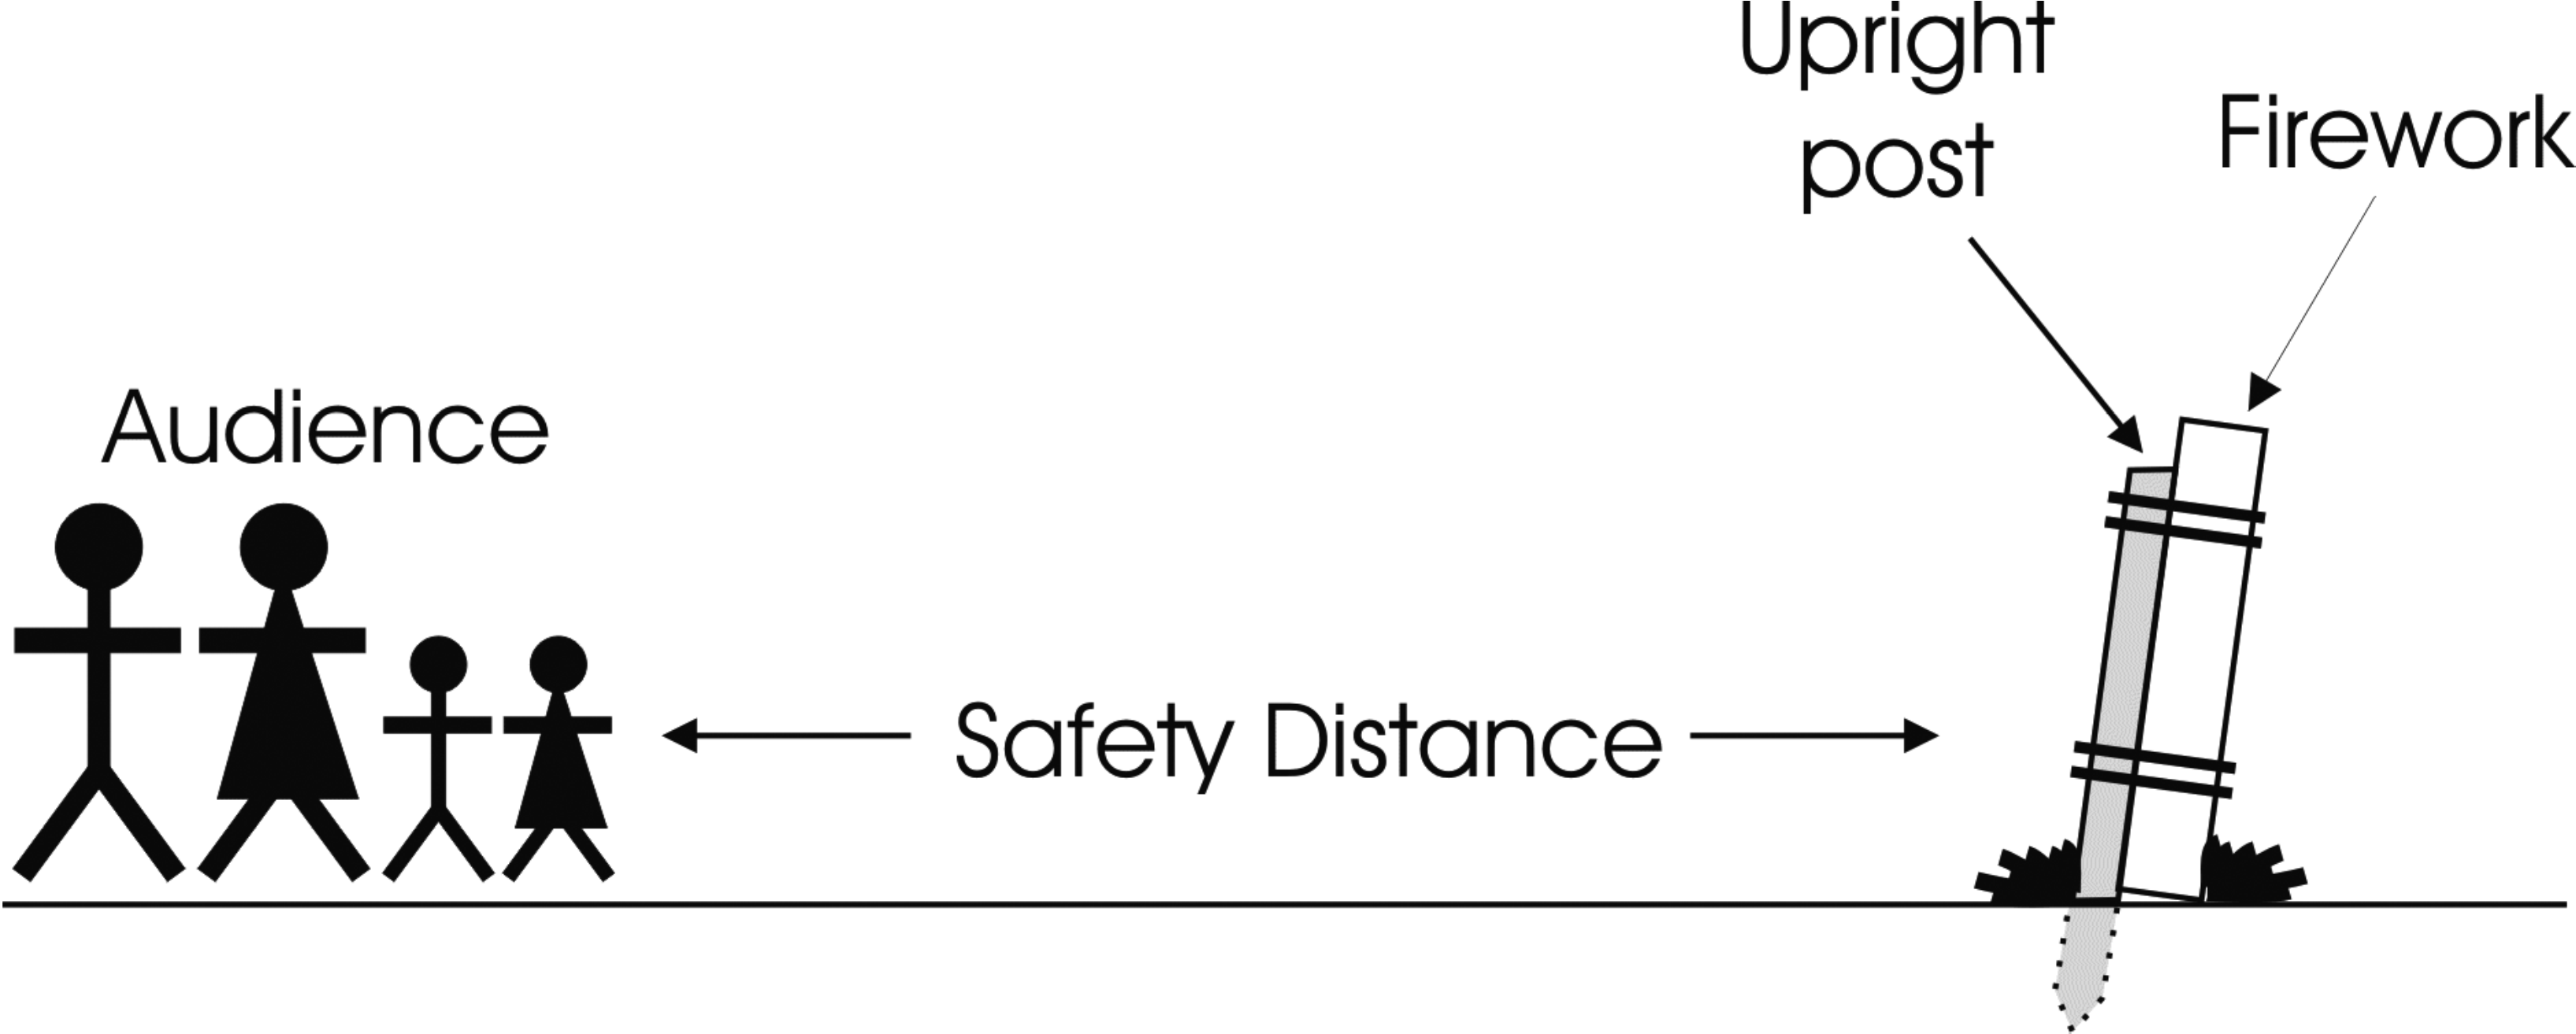 Upright
post
Firework
Audience
Safety Distance